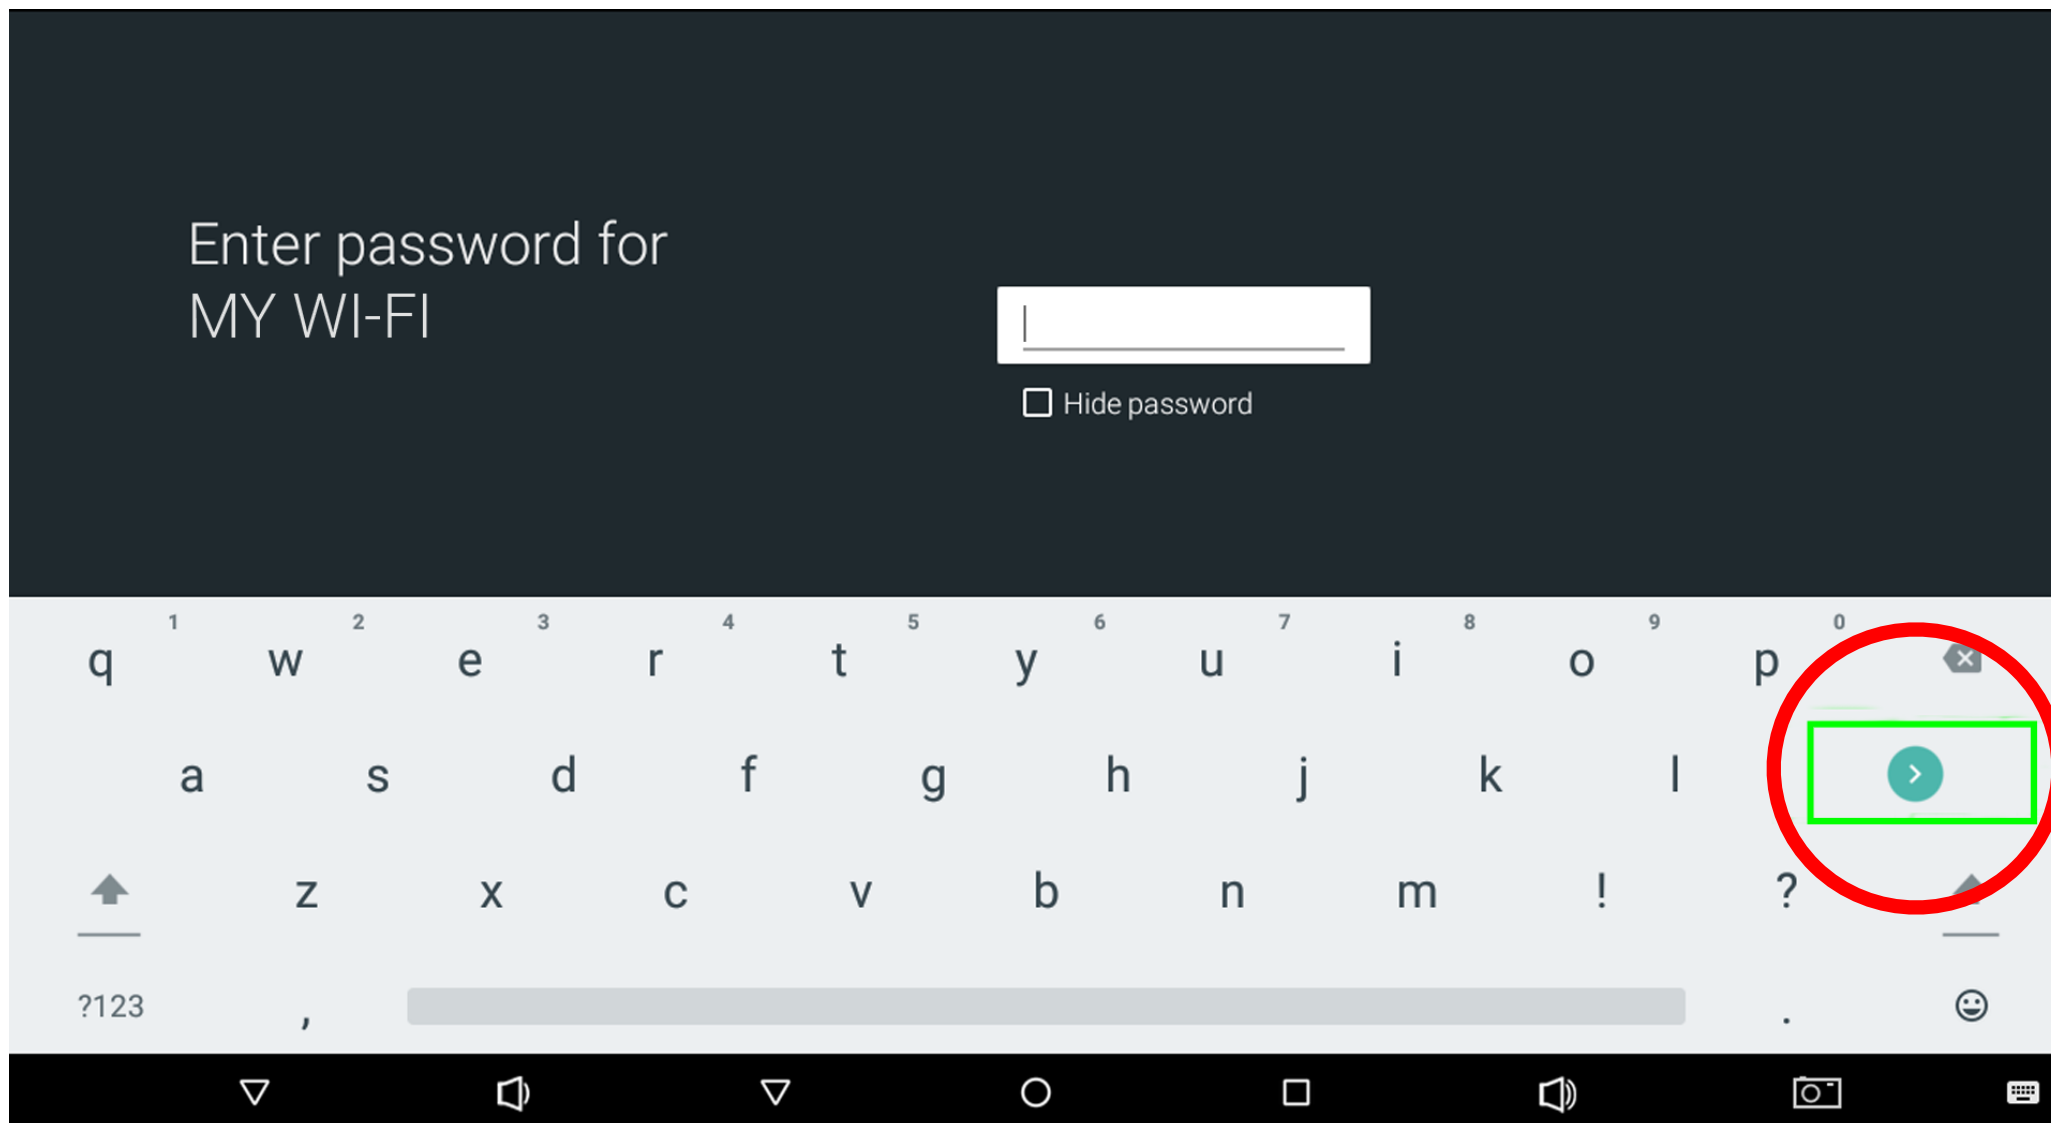 Enter password for
MY WI-FI
Hide password
1 2 3 4 5 6 7 8 9 0
q w e r t y u i o p
a s d f g h j k l
z x c v b n m ! ?
?123 , .